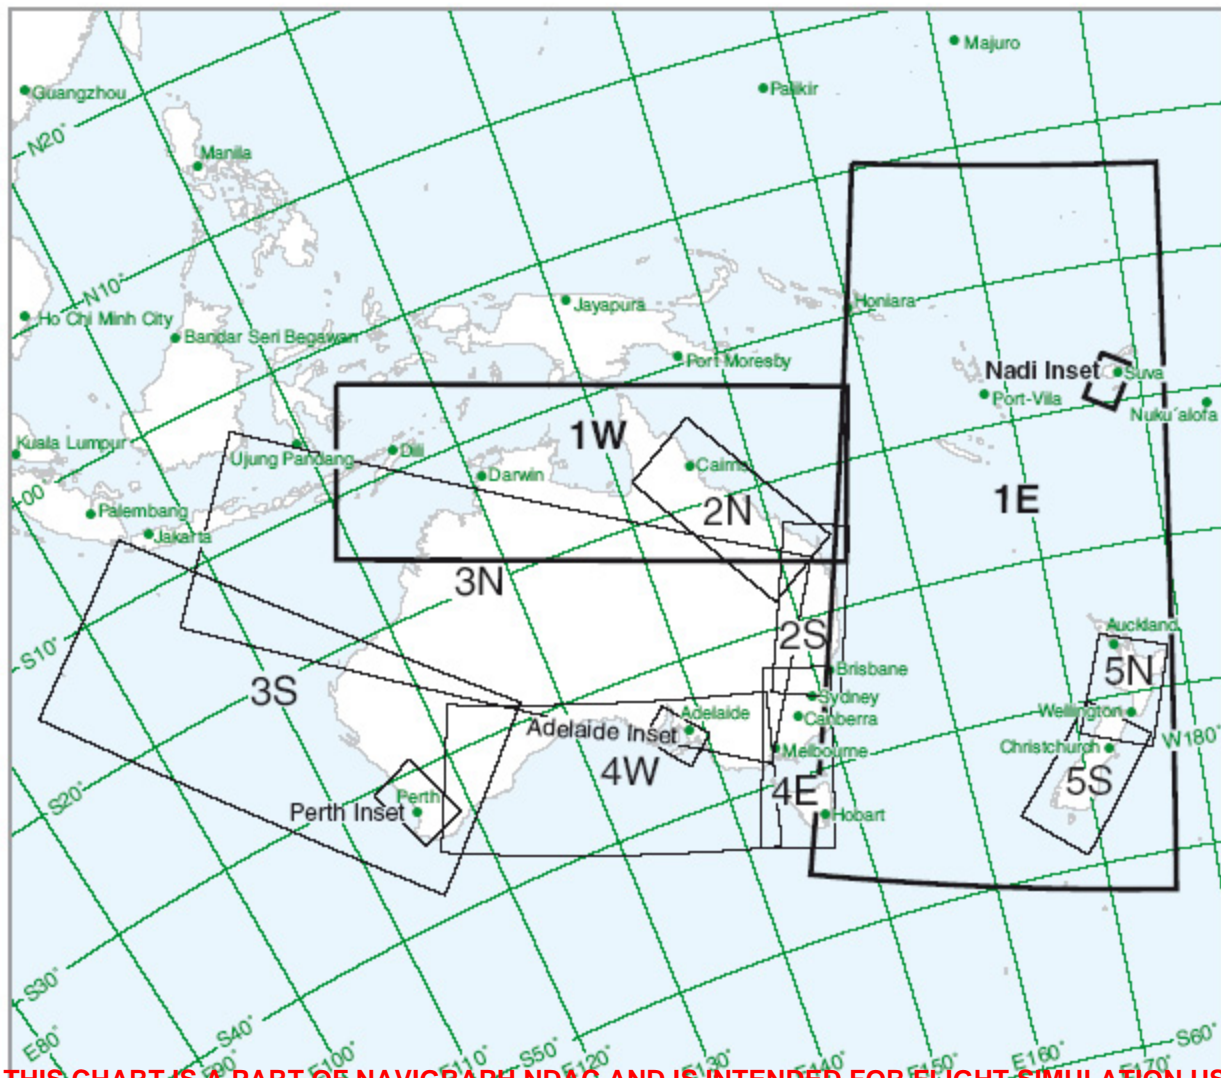 Majuro
Palikir
Guangzhou
N20°
Manila
N10°
Ho Chi Minh City
Bandar Seri Begawan
Jayapura
Honiara
Port Moresby
Nadi Inset
Suva
Port-Vila
Nuku´alofa
1W
Kuala Lumpur
Ujung Pandang
Dili
Darwin
Cairns
00
1E
Palembang
2N
Jakarta
3N
S10°
2S
Auckland
Brisbane
5N
3S
Sydney
Adelaide
Canberra
Wellington
Adelaide Inset
Melbourne
Christchurch
W180°
4W
5S
4E
S20°
Perth
Perth Inset
Hobart
S30°
S40°
S50°
S60°
E80°
E90°
E100°
E110°
E120°
E130°
E140°
E150°
E160°
E170°
THIS CHART IS A PART OF NAVIGRAPH NDAC AND IS INTENDED FOR FLIGHT SIMULATION US